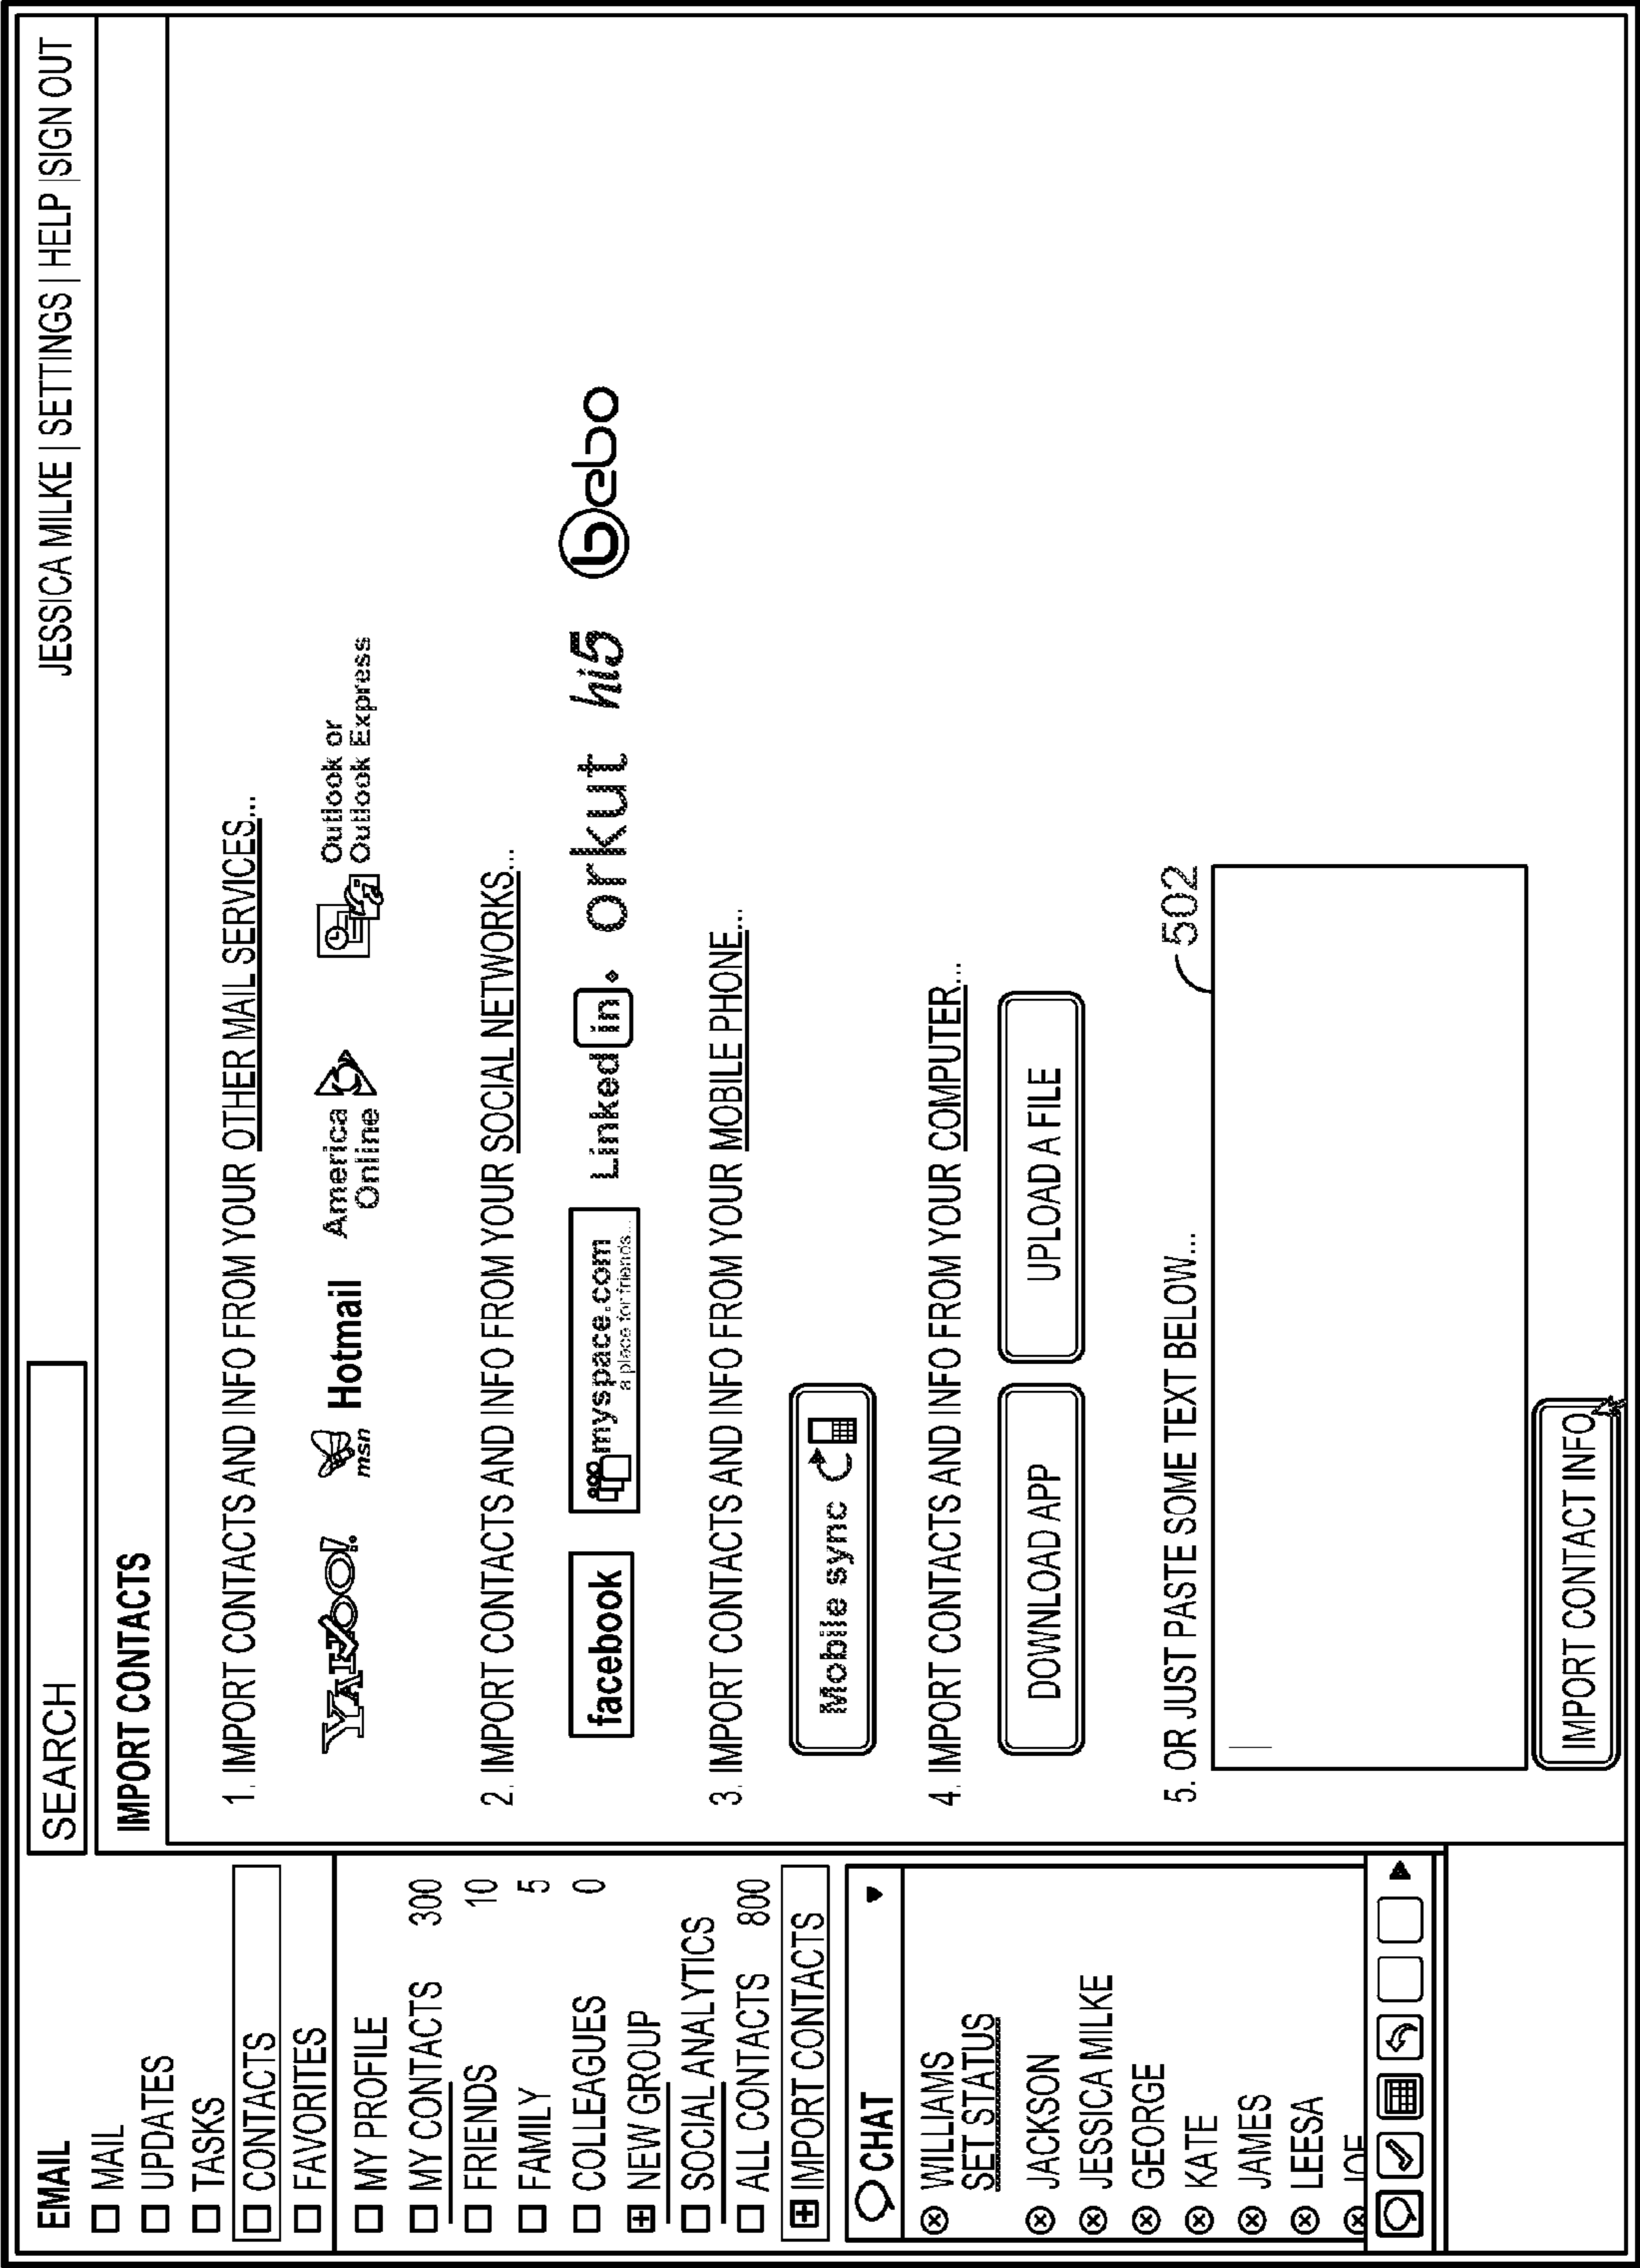 EMAIL
MAIL
UPDATES
TASKS
CONTACTS
FAVORITES
MY PROFILE
MY CONTACTS 300
FRIENDS 10
FAMILY 5
COLLEAGUES 0
NEW GROUP
SOCIAL ANALYTICS
ALL CONTACTS 800
IMPORT CONTACTS
CHAT
WILLIAMS
SET STATUS
JACKSON
JESSICA MILKE
GEORGE
KATE
JAMES
LEESA
JOE
SEARCH
JESSICA MILKE | SETTINGS | HELP | SIGN OUT
IMPORT CONTACTS
1. IMPORT CONTACTS AND INFO FROM YOUR OTHER MAIL SERVICES...
YAHOO!
msn Hotmail
America
Online
Outlook or
Outlook Express
2. IMPORT CONTACTS AND INFO FROM YOUR SOCIAL NETWORKS...
facebook
myspace.com
a place for friends...
Linked in
orkut
hi5
bebo
3. IMPORT CONTACTS AND INFO FROM YOUR MOBILE PHONE...
Mobile sync
4. IMPORT CONTACTS AND INFO FROM YOUR COMPUTER...
DOWNLOAD APP
UPLOAD A FILE
5. OR JUST PASTE SOME TEXT BELOW...
502
IMPORT CONTACT INFO